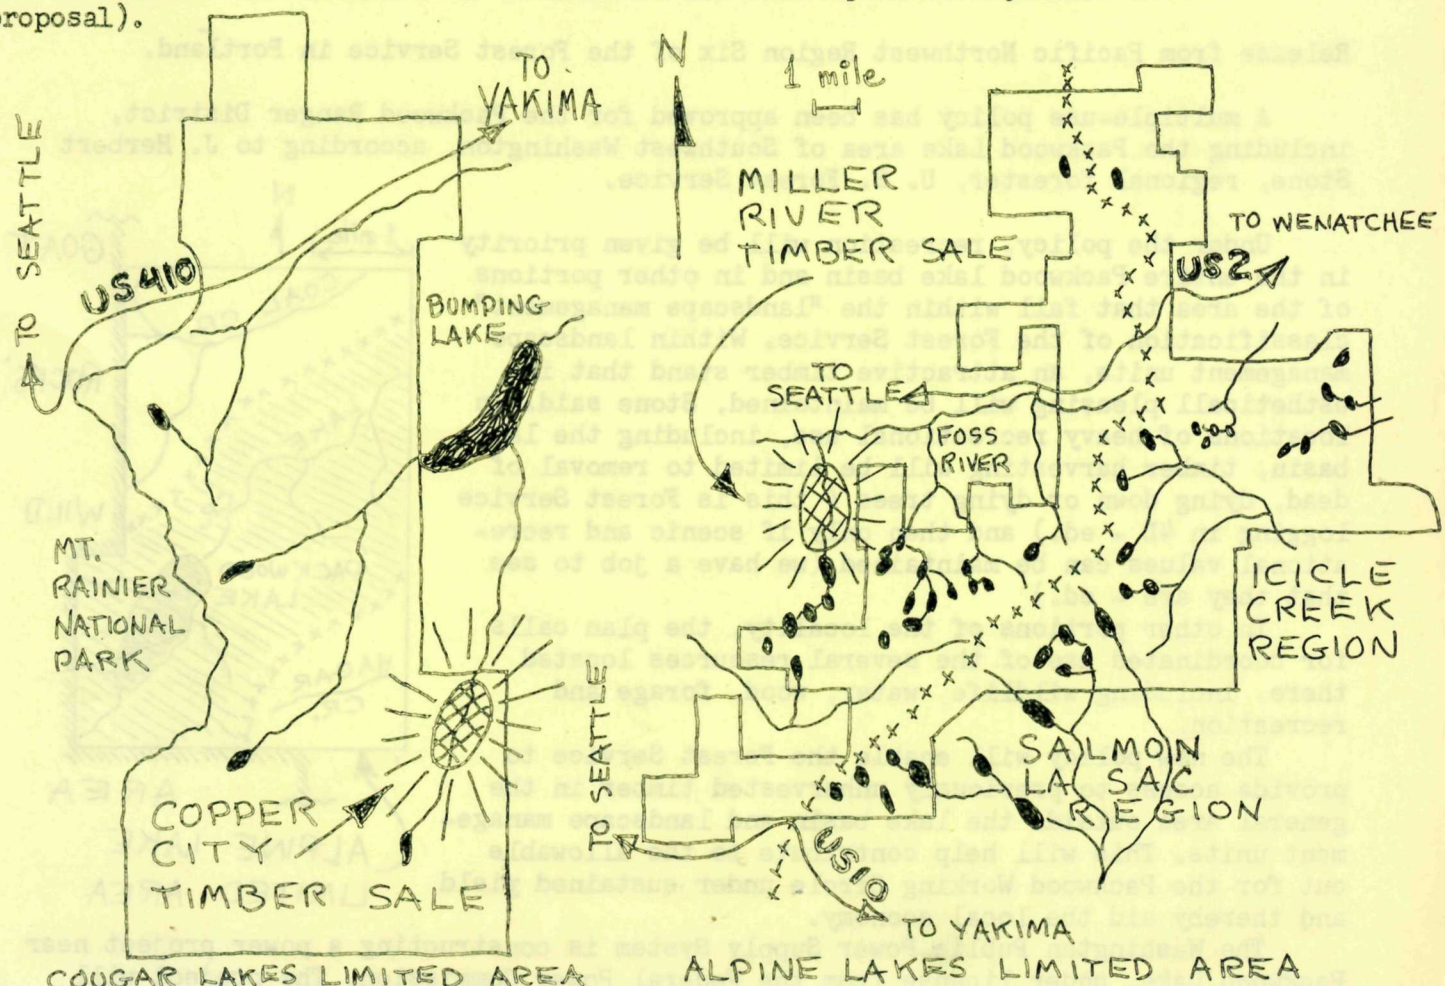 proposal).
TO
YAKIMA
N
1 mile
TO SEATTLE
US410
MILLER
RIVER
TIMBER SALE
TO WENATCHEE
US2
BUMPING
LAKE
TO
SEATTLE
FOSS
RIVER
MT.
RAINIER
NATIONAL
PARK
ICICLE
CREEK
REGION
TO SEATTLE
SALMON
LA SAC
REGION
COPPER
CITY
TIMBER SALE
US10
TO YAKIMA
COUGAR LAKES LIMITED AREA
ALPINE LAKES LIMITED AREA